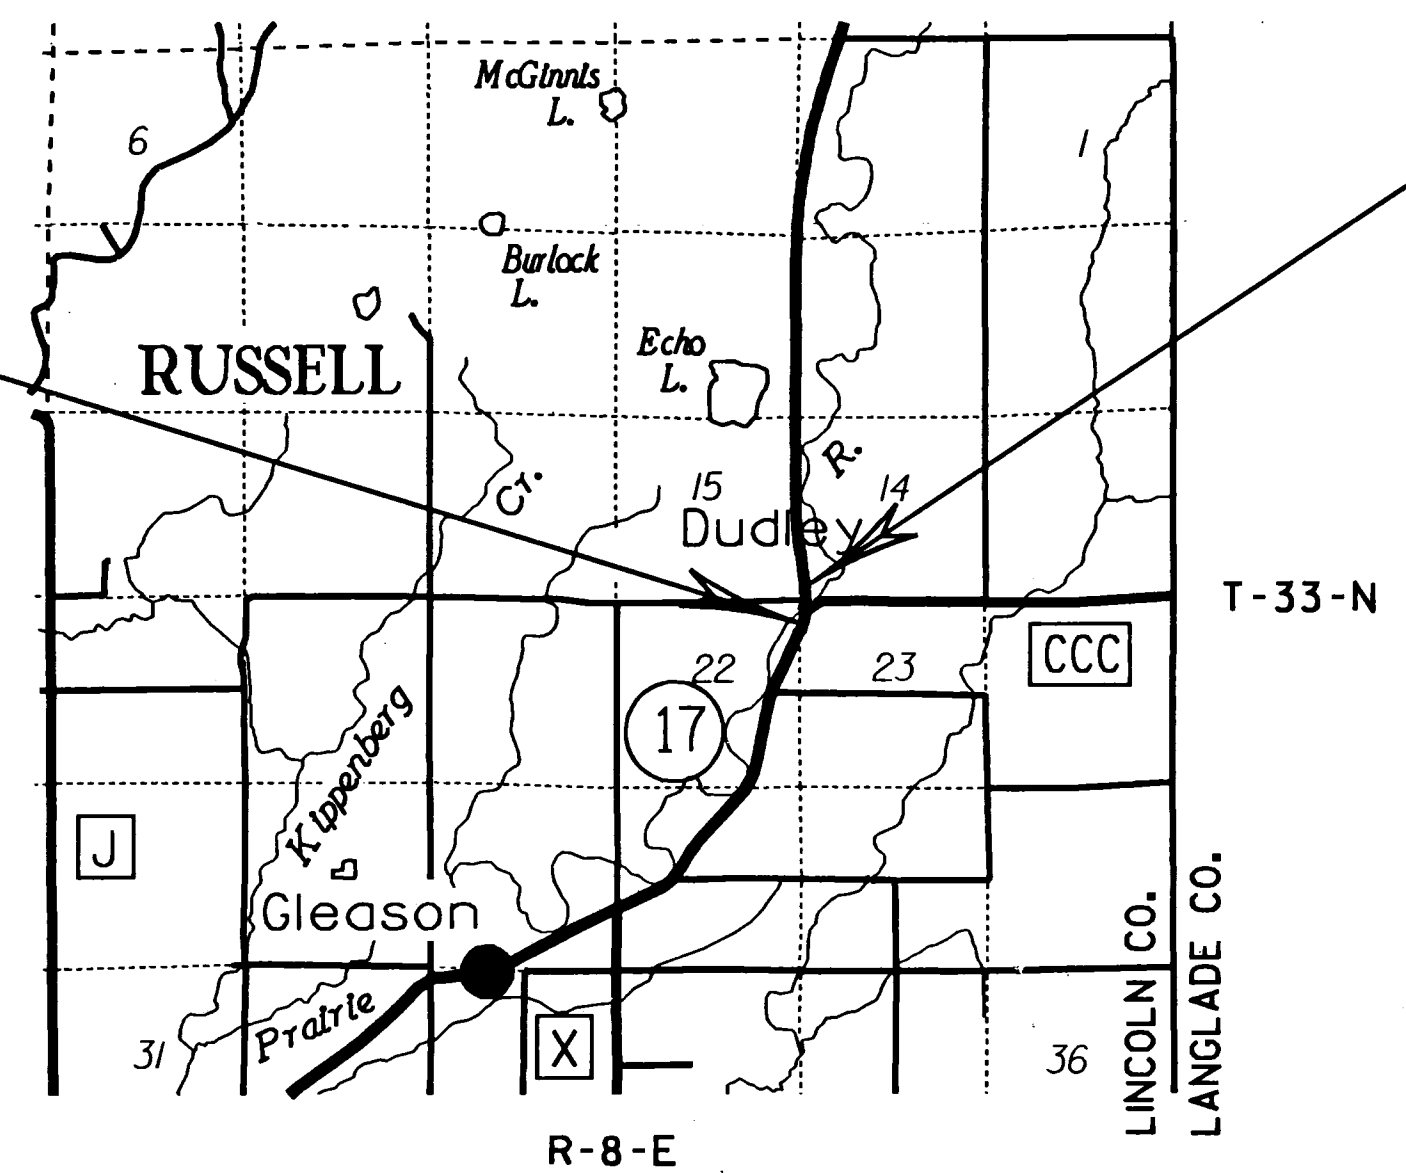 McGinnis
L.
6
1
Burlock
L.
RUSSELL
Echo
L.
Cr.
R.
15
14
Dudley
T-33-N
CCC
22
23
17
Kippenberg
J
Gleason
Prairie
31
X
36
LINCOLN CO.
LANGLADE CO.
R-8-E